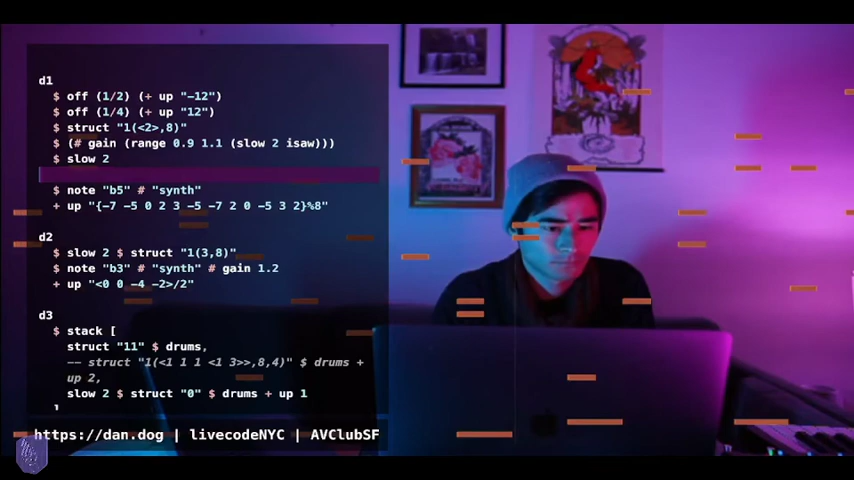 d1
$ off (1/2) (+ up "-12")
$ off (1/4) (+ up "12")
$ struct "1(<2>,8)"
$ (# gain (range 0.9 1.1 (slow 2 isaw)))
$ slow 2
$ note "b5" # "synth"
+ up "{-7 -5 0 2 3 -5 -7 2 0 -5 3 2}%8"
d2
$ slow 2 $ struct "1(3,8)"
$ note "b3" # "synth" # gain 1.2
+ up "<0 0 -4 -2>/2"
d3
$ stack [
struct "11" $ drums,
-- struct "1(<1 1 1 <1 3>>,8,4)" $ drums +
up 2,
slow 2 $ struct "0" $ drums + up 1
]
https://dan.dog | livecodeNYC | AVClubSF